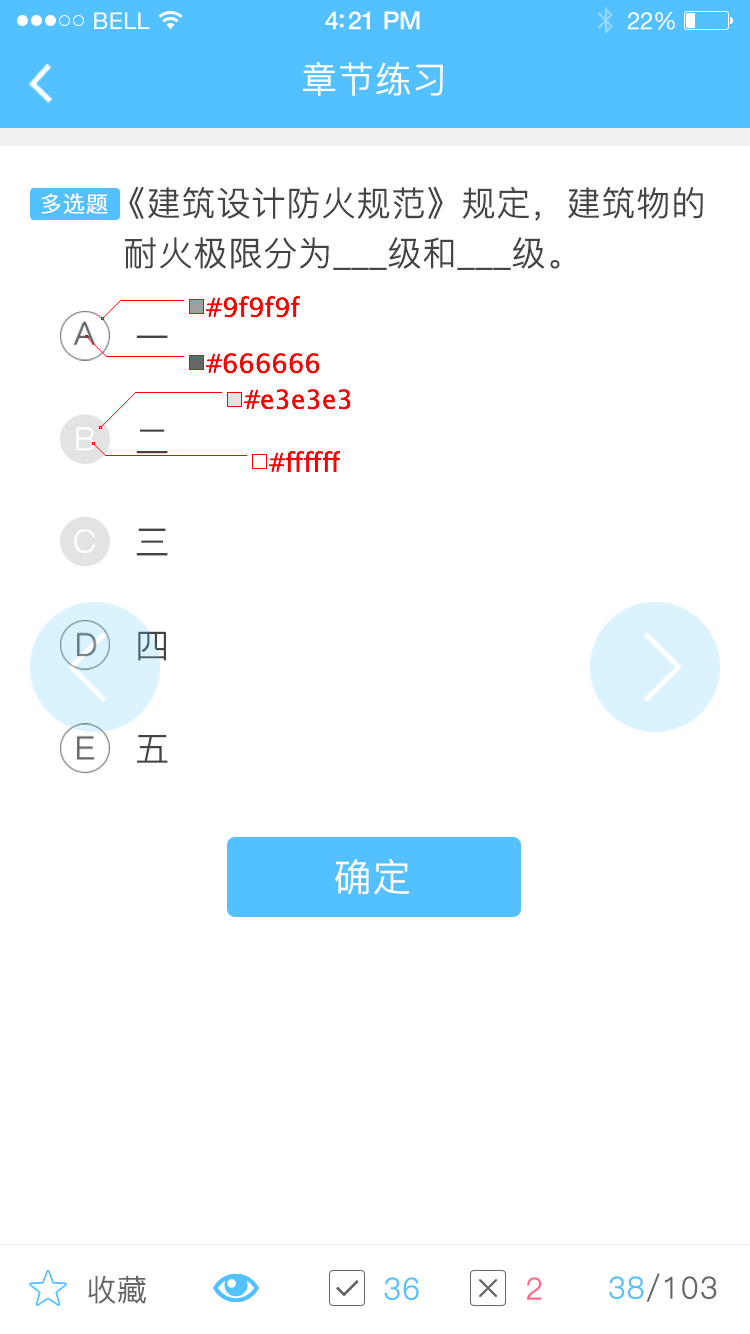 BELL 4:21 PM 22%
章节练习
多选题 《建筑设计防火规范》规定，建筑物的
耐火极限分为___级和___级。
#9f9f9f
A 一
#666666
#e3e3e3
B 二
#ffffff
C 三
D 四
E 五
确定
收藏 36 2 38/103